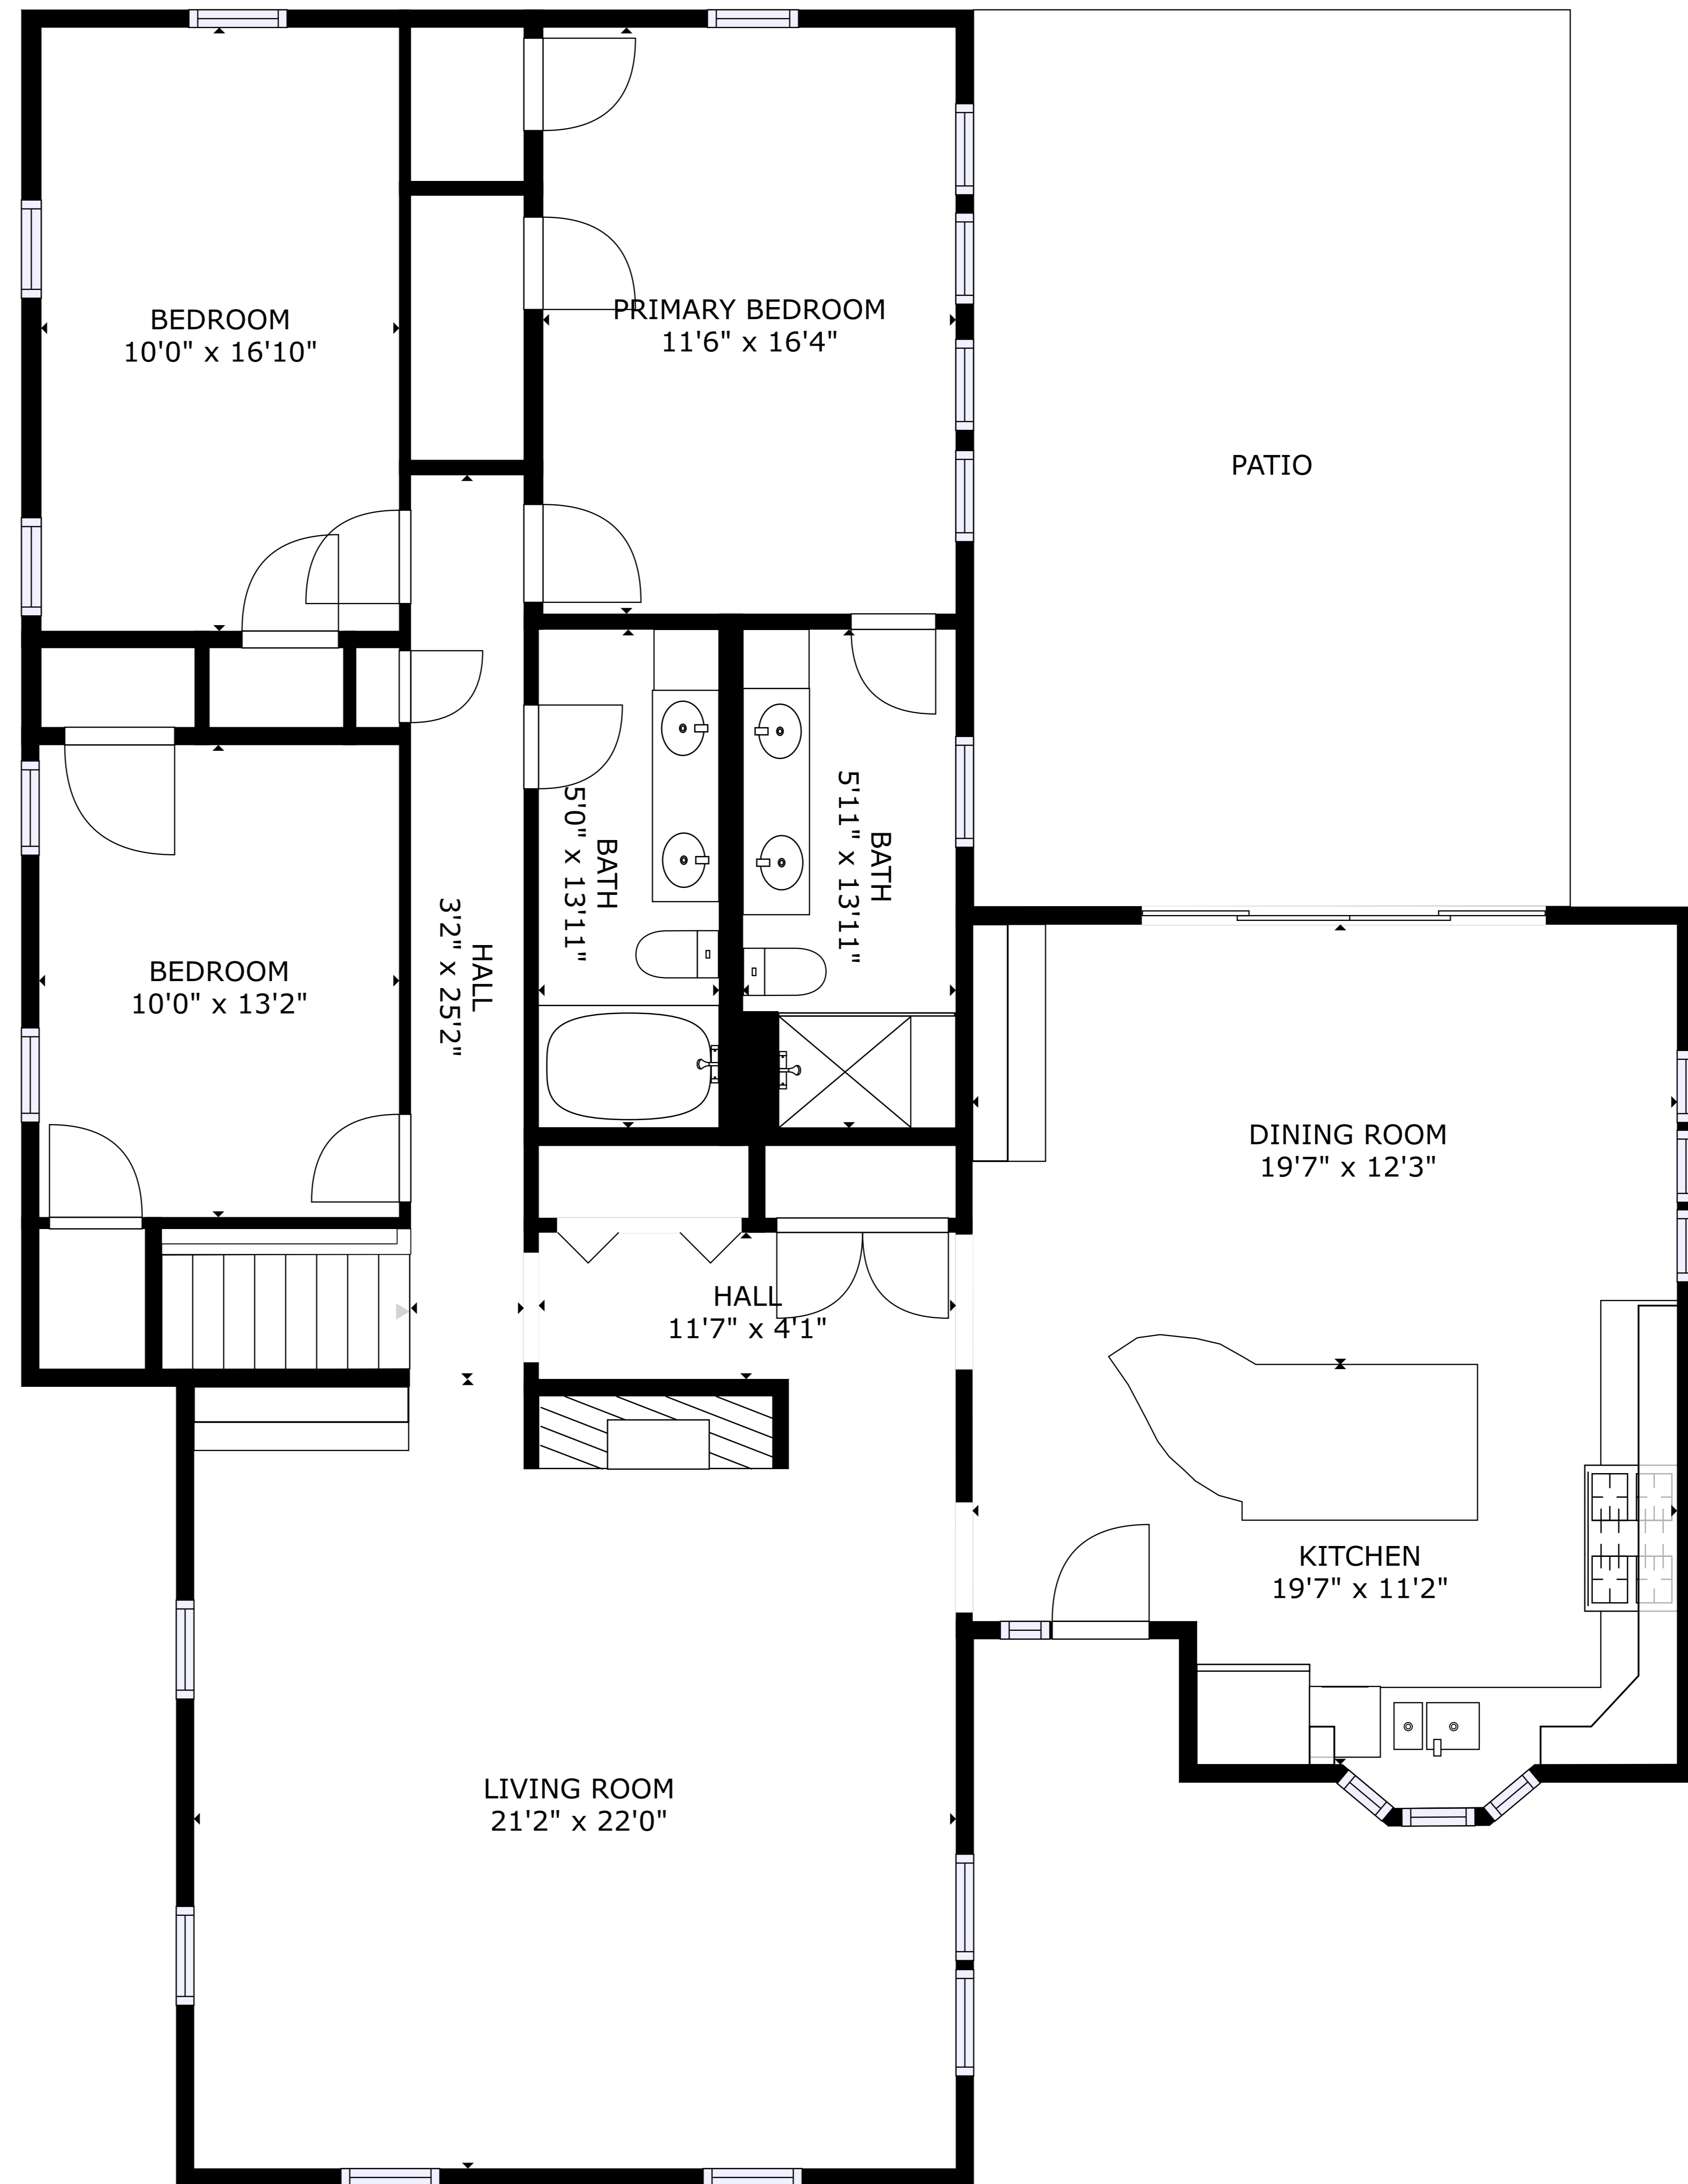 BEDROOM
10'0" x 16'10"
PRIMARY BEDROOM
11'6" x 16'4"
PATIO
BATH
5'0" x 13'11"
BATH
5'11" x 13'11"
HALL
3'2" x 25'2"
BEDROOM
10'0" x 13'2"
DINING ROOM
19'7" x 12'3"
HALL
11'7" x 4'1"
KITCHEN
19'7" x 11'2"
LIVING ROOM
21'2" x 22'0"